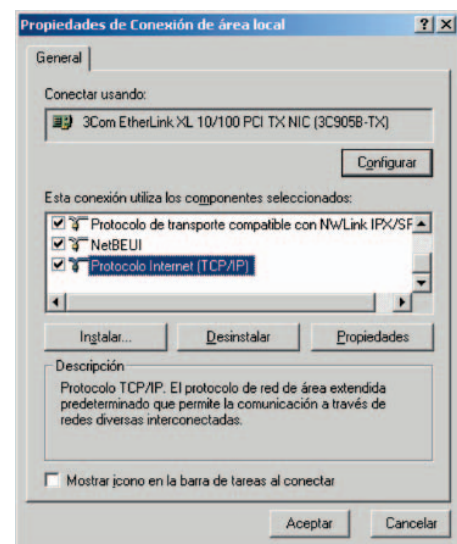 Propiedades de Conexión de área local
General
Conectar usando:
3Com EtherLink XL 10/100 PCI TX NIC (3C905B-TX)
Configurar
Esta conexión utiliza los componentes seleccionados:
Protocolo de transporte compatible con NWLink IPX/SF
NetBEUI
Protocolo Internet (TCP/IP)
Instalar...
Desinstalar
Propiedades
Descripción
Protocolo TCP/IP. El protocolo de red de área extendida
predeterminado que permite la comunicación a través de
redes diversas interconectadas.
Mostrar icono en la barra de tareas al conectar
Aceptar
Cancelar